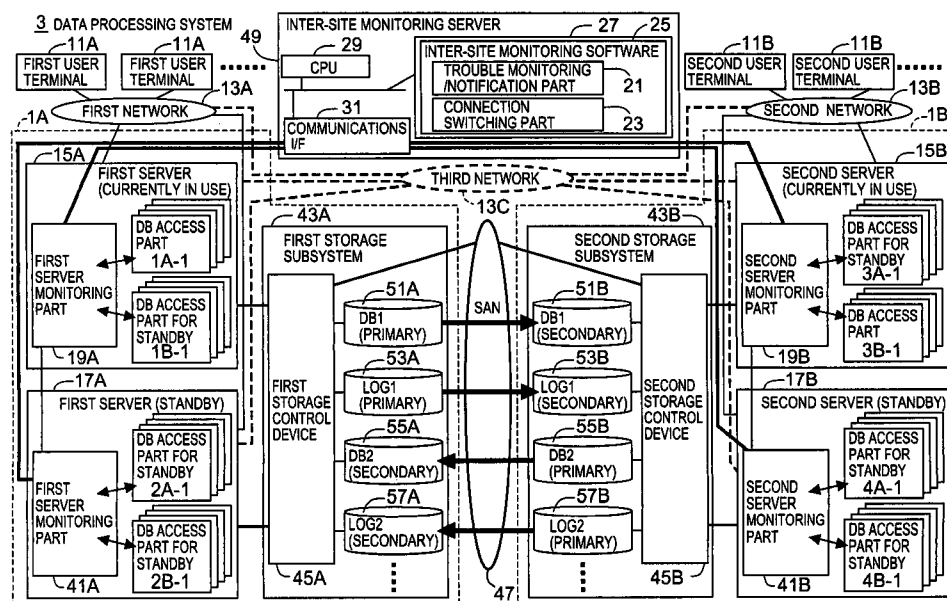 3 DATA PROCESSING SYSTEM
11A
11A
FIRST USER
TERMINAL
FIRST USER
TERMINAL
13A
FIRST NETWORK
1A
49
INTER-SITE MONITORING SERVER
27
25
29
CPU
INTER-SITE MONITORING SOFTWARE
TROUBLE MONITORING
/NOTIFICATION PART
21
CONNECTION
SWITCHING PART
23
31
COMMUNICATIONS
I/F
11B
11B
SECOND USER
TERMINAL
SECOND USER
TERMINAL
13B
SECOND NETWORK
1B
THIRD NETWORK
13C
15A
FIRST SERVER
(CURRENTLY IN USE)
FIRST
SERVER
MONITORING
PART
DB ACCESS
PART
1A-1
DB ACCESS
PART FOR
STANDBY
1B-1
19A
17A
FIRST SERVER (STANDBY)
FIRST
SERVER
MONITORING
PART
DB ACCESS
PART FOR
STANDBY
2A-1
DB ACCESS
PART FOR
STANDBY
2B-1
41A
43A
FIRST STORAGE
SUBSYSTEM
FIRST
STORAGE
CONTROL
DEVICE
51A
DB1
(PRIMARY)
53A
LOG1
(PRIMARY)
55A
DB2
(SECONDARY)
57A
LOG2
(SECONDARY)
45A
SAN
47
43B
SECOND STORAGE
SUBSYSTEM
51B
DB1
(SECONDARY)
53B
LOG1
(SECONDARY)
55B
DB2
(PRIMARY)
57B
LOG2
(PRIMARY)
SECOND
STORAGE
CONTROL
DEVICE
45B
15B
SECOND SERVER
(CURRENTLY IN USE)
SECOND
SERVER
MONITORING
PART
DB ACCESS
PART FOR
STANDBY
3A-1
DB ACCESS
PART
3B-1
19B
17B
SECOND SERVER (STANDBY)
SECOND
SERVER
MONITORING
PART
DB ACCESS
PART FOR
STANDBY
4A-1
DB ACCESS
PART FOR
STANDBY
4B-1
41B